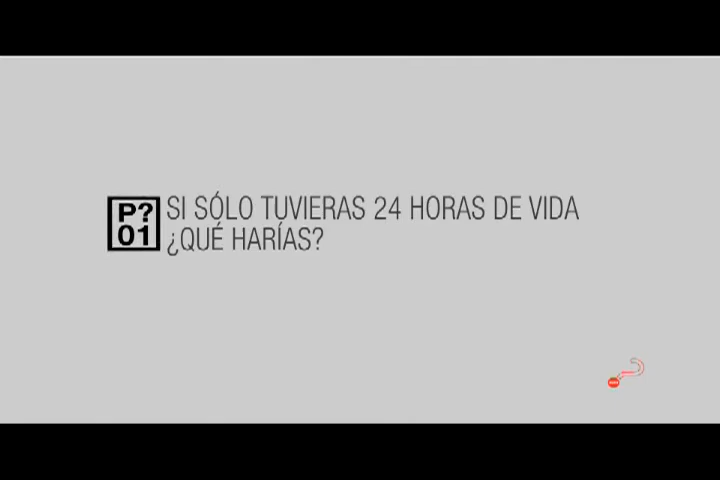 P?
01
SI SÓLO TUVIERAS 24 HORAS DE VIDA
¿QUÉ HARÍAS?